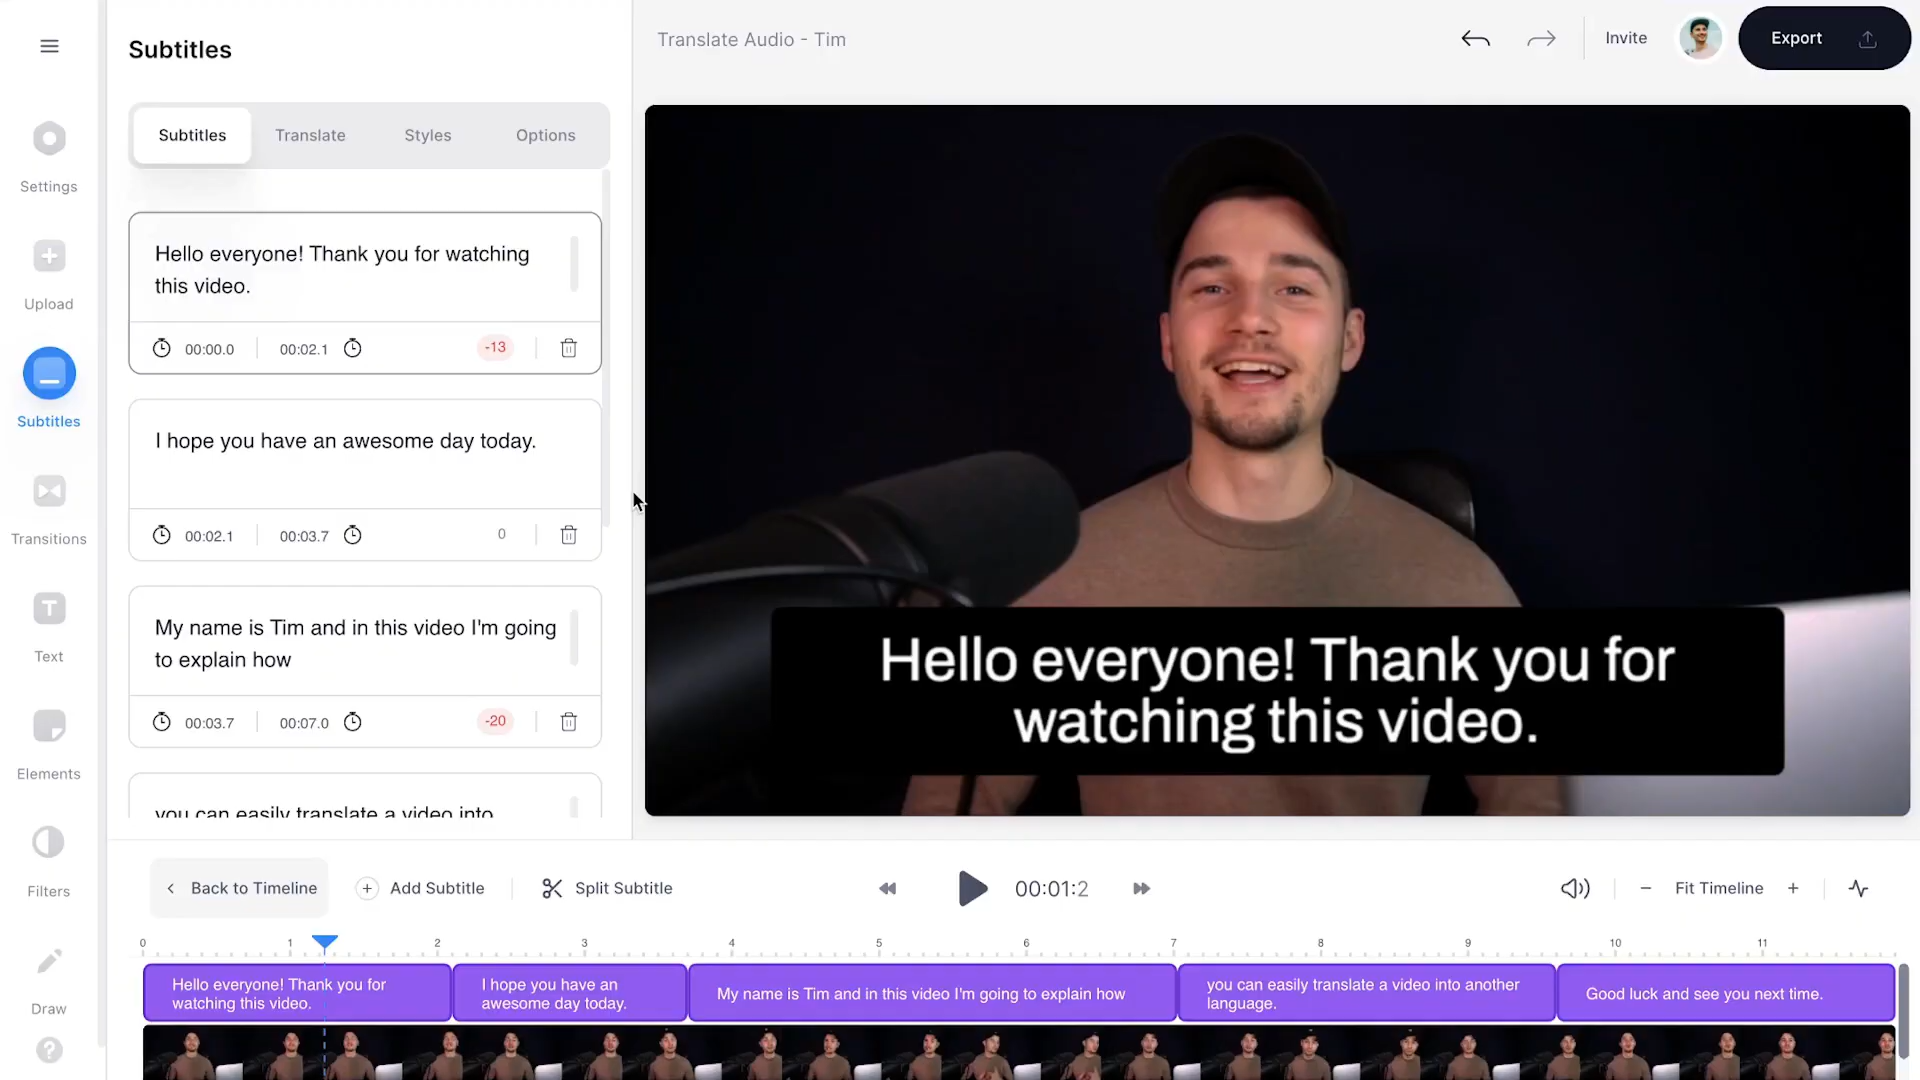 Subtitles
Translate Audio - Tim
Invite
Export
Settings
Upload
Subtitles
Transitions
Text
Elements
Filters
Draw
?
Subtitles
Translate
Styles
Options
Hello everyone! Thank you for watching
this video.
00:00.0
00:02.1
-13
I hope you have an awesome day today.
00:02.1
00:03.7
0
My name is Tim and in this video I'm going
to explain how
00:03.7
00:07.0
-20
you can easily translate a video into
Hello everyone! Thank you for
watching this video.
Back to Timeline
Add Subtitle
Split Subtitle
00:01:2
Fit Timeline
0 1 2 3 4 5 6 7 8 9 10 11
Hello everyone! Thank you for
watching this video.
I hope you have an
awesome day today.
My name is Tim and in this video I'm going to explain how
you can easily translate a video into another
language.
Good luck and see you next time.